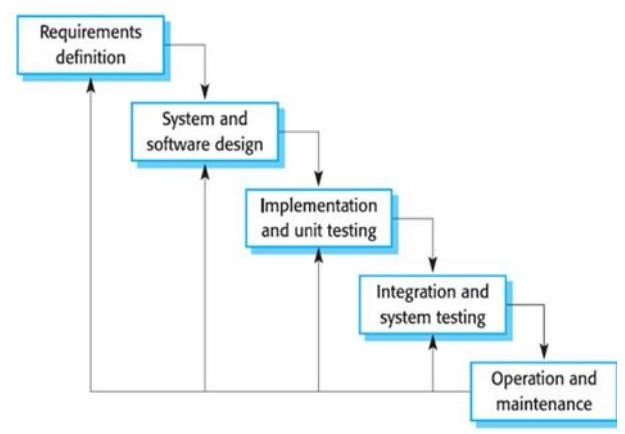 Requirements
definition
System and
software design
Implementation
and unit testing
Integration and
system testing
Operation and
maintenance